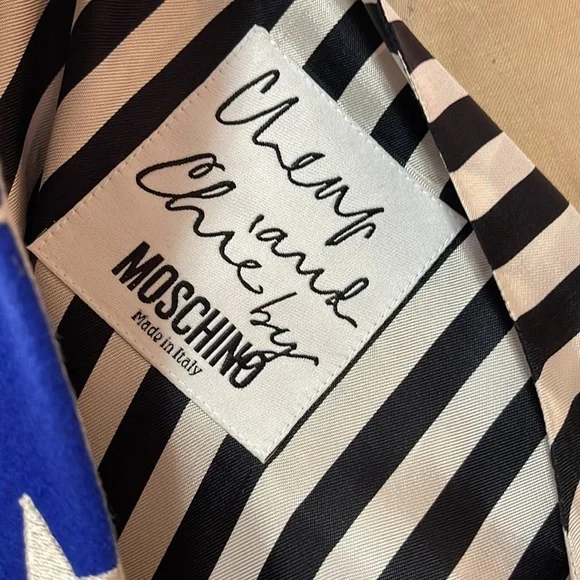 Cheap
and
Chic by
MOSCHINO
Made in Italy